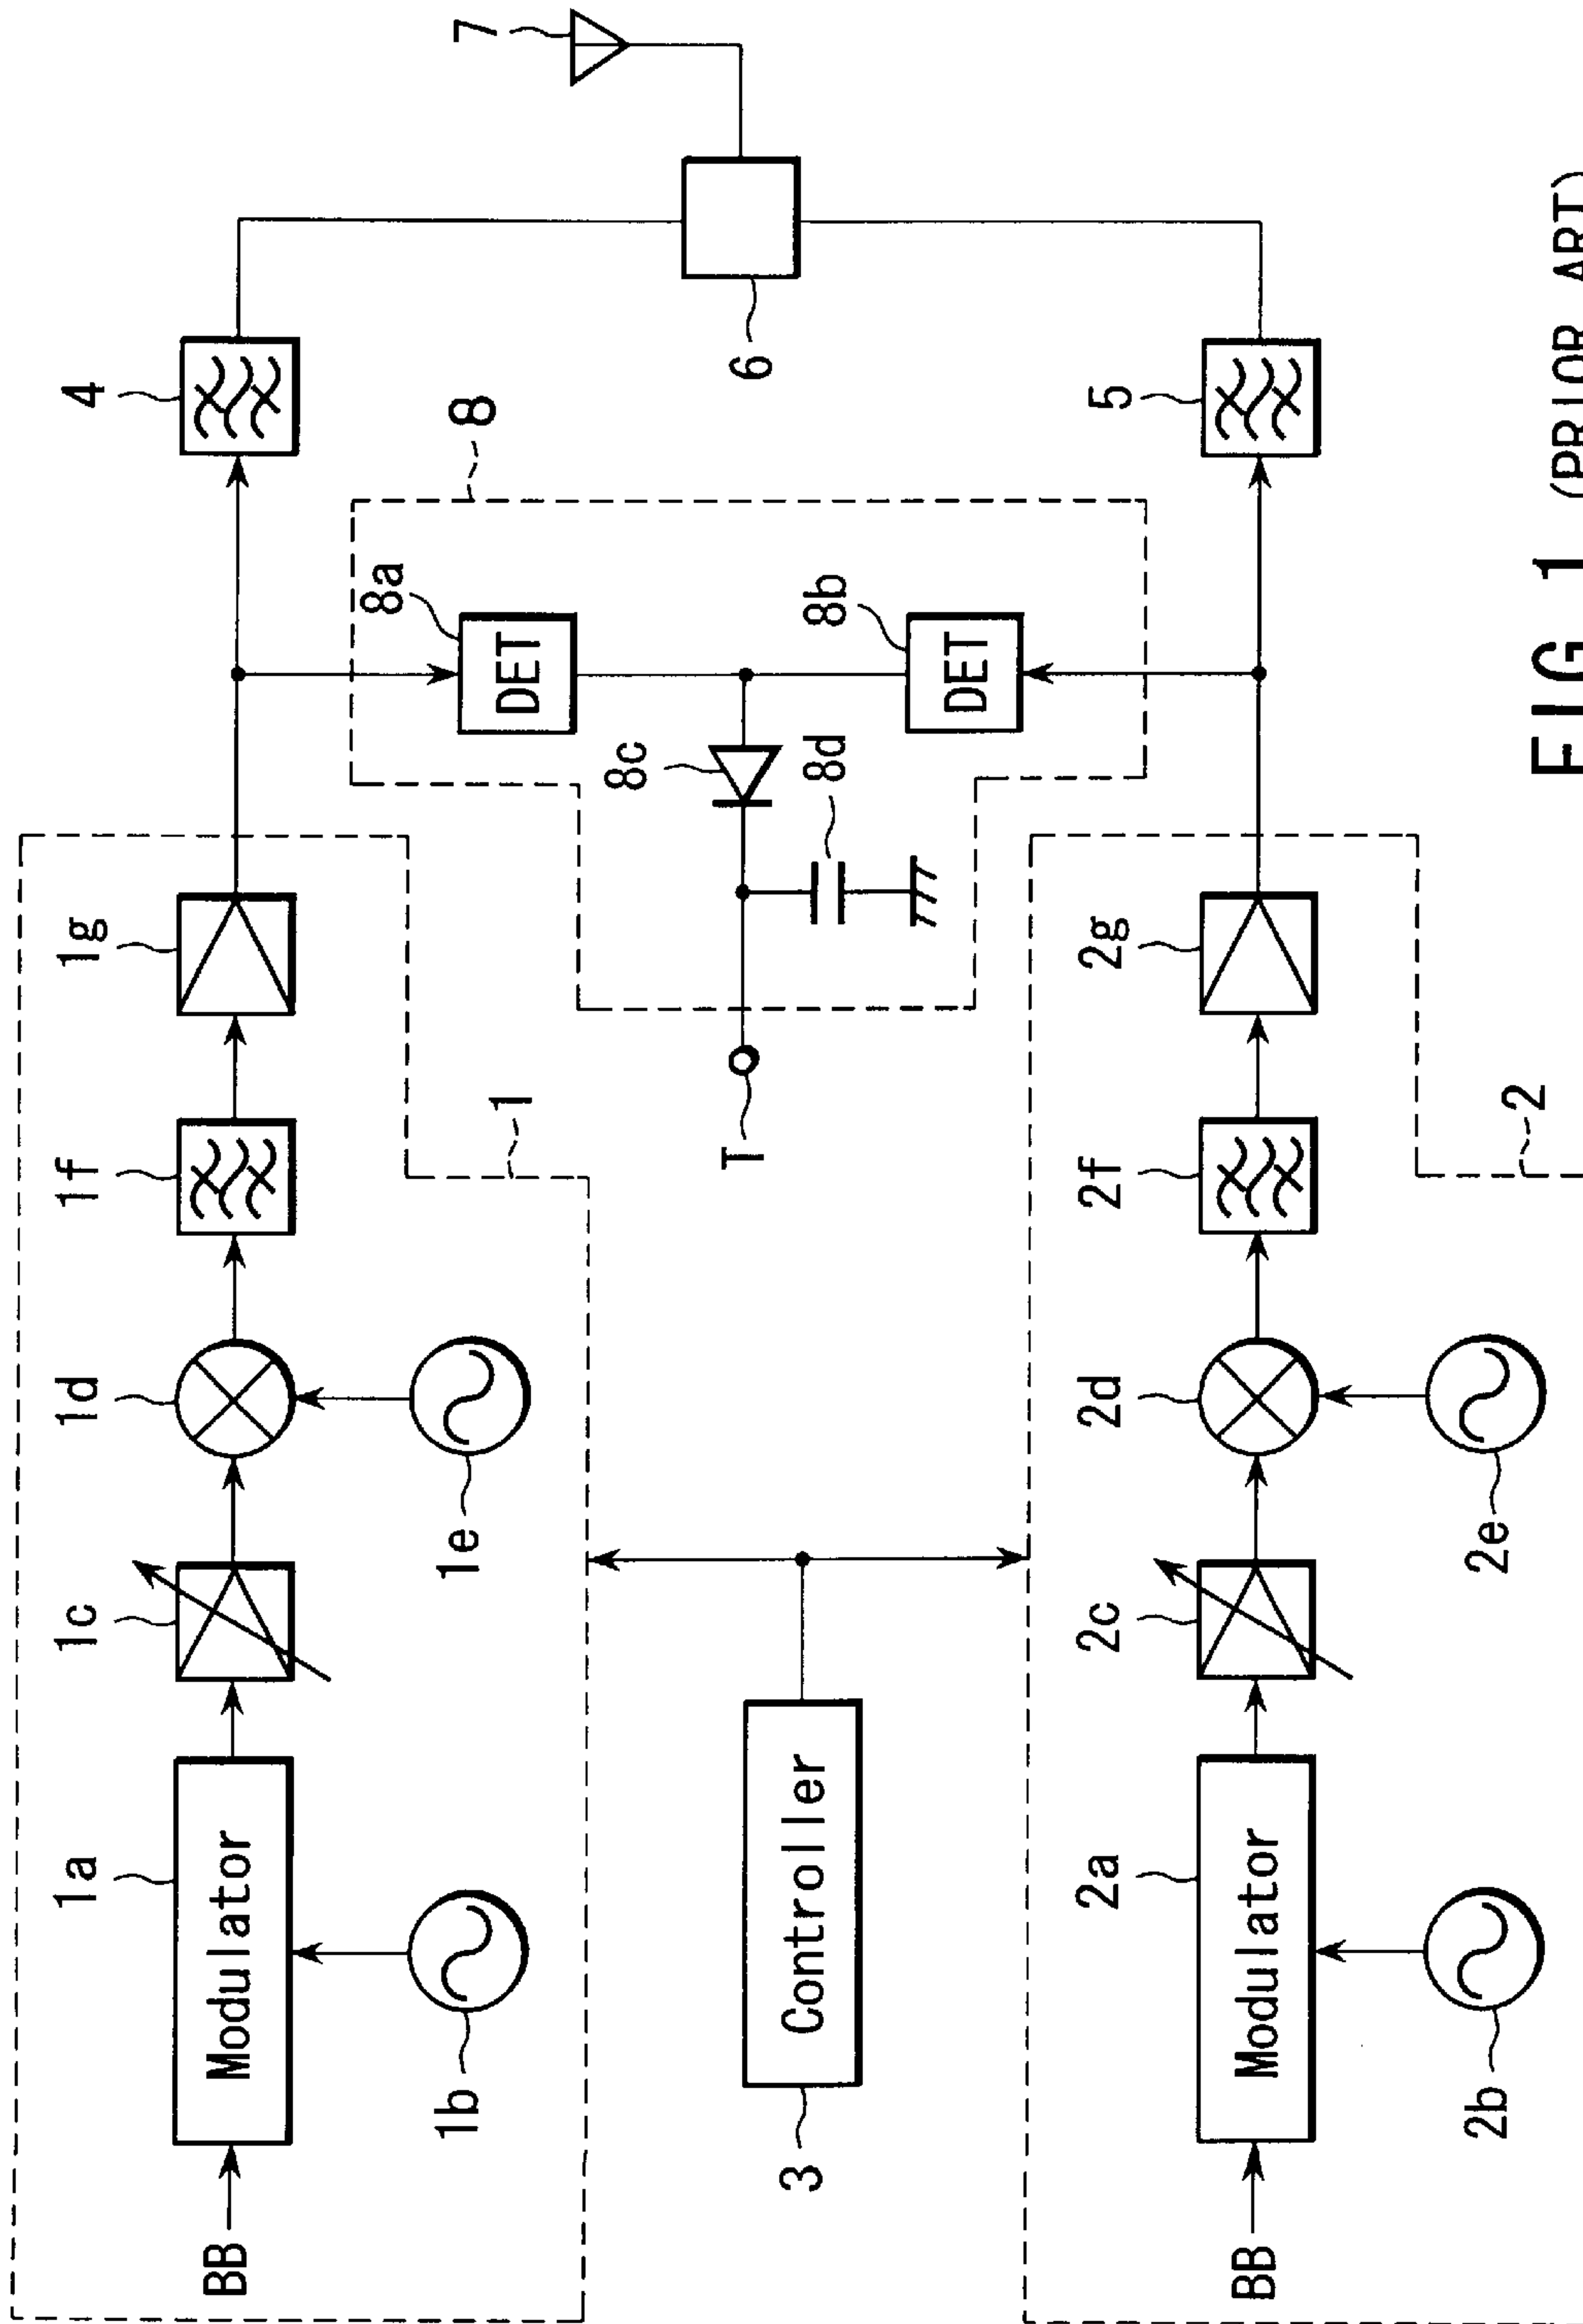 1a
1c
1d
1f
1g
4
7
BB
Modulator
1b
1e
1
8
8a
DET
8c
8d
T
6
3
Controller
8b
DET
2a
2c
2d
2f
2g
5
BB
Modulator
2b
2e
2
FIG.1 (PRIOR ART)